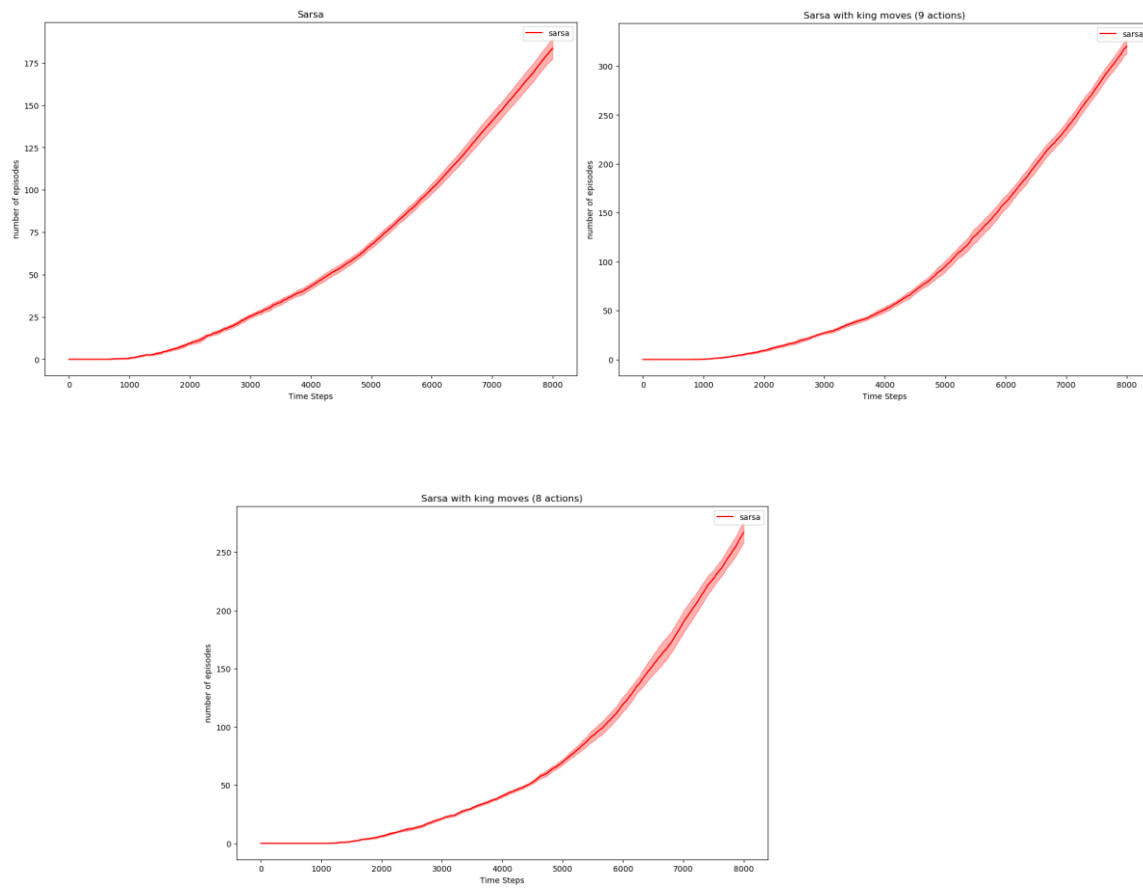 Sarsa
sarsa
175
150
125
100
75
50
25
0
number of episodes
0 1000 2000 3000 4000 5000 6000 7000 8000
Time Steps
Sarsa with king moves (9 actions)
sarsa
300
250
200
150
100
50
0
number of episodes
0 1000 2000 3000 4000 5000 6000 7000 8000
Time Steps
Sarsa with king moves (8 actions)
sarsa
250
200
150
100
50
0
number of episodes
0 1000 2000 3000 4000 5000 6000 7000 8000
Time Steps